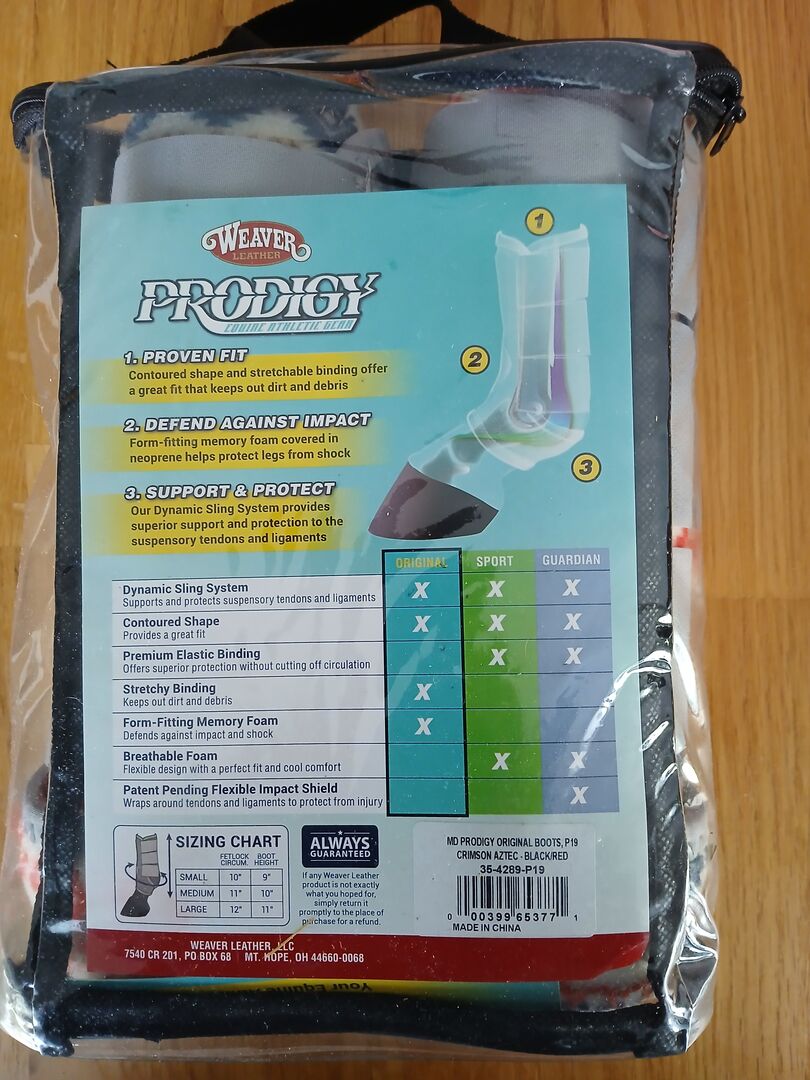 WEAVER
LEATHER
PRODIGY
EQUINE ATHLETIC GEAR
1. PROVEN FIT
Contoured shape and stretchable binding offer
a great fit that keeps out dirt and debris
2. DEFEND AGAINST IMPACT
Form-fitting memory foam covered in
neoprene helps protect legs from shock
3. SUPPORT & PROTECT
Our Dynamic Sling System provides
superior support and protection to the
suspensory tendons and ligaments
1
2
3
ORIGINAL SPORT GUARDIAN
Dynamic Sling System X X X
Supports and protects suspensory tendons and ligaments
Contoured Shape X X X
Provides a great fit
Premium Elastic Binding X X
Offers superior protection without cutting off circulation
Stretchy Binding X
Keeps out dirt and debris
Form-Fitting Memory Foam X
Defends against impact and shock
Breathable Foam X X
Flexible design with a perfect fit and cool comfort
Patent Pending Flexible Impact Shield X
Wraps around tendons and ligaments to protect from injury
SIZING CHART
FETLOCK CIRCUM. BOOT HEIGHT
SMALL 10" 9"
MEDIUM 11" 10"
LARGE 12" 11"
ALWAYS
GUARANTEED
If any Weaver Leather
product is not exactly
what you hoped for,
simply return it
promptly to the place of
purchase for a refund.
MD PRODIGY ORIGINAL BOOTS, P19
CRIMSON AZTEC - BLACK/RED
35-4289-P19
0 00399 65377 1
MADE IN CHINA
WEAVER LEATHER, LLC
7540 CR 201, PO BOX 68 | MT. HOPE, OH 44660-0068
Your Equine